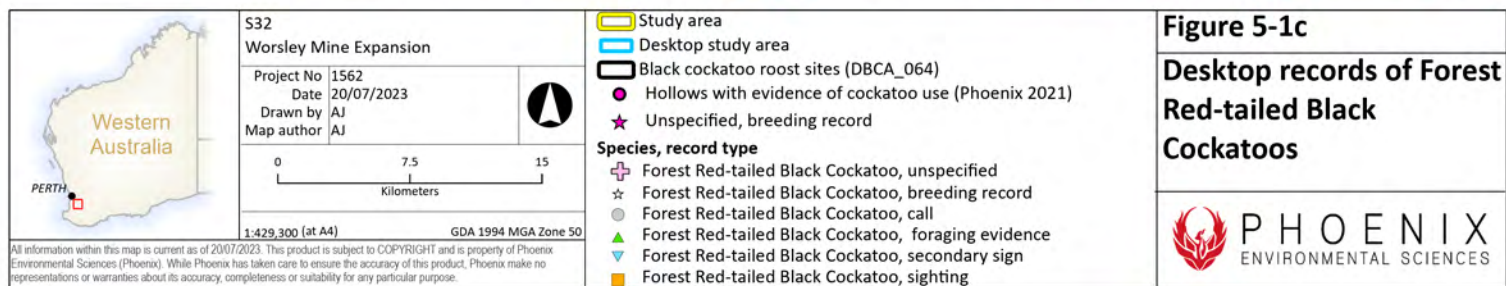 Western
Australia
PERTH
S32
Worsley Mine Expansion
Project No 1562
Date 20/07/2023
Drawn by AJ
Map author AJ
0 7.5 15
Kilometers
1:429,300 (at A4) GDA 1994 MGA Zone 50
All information within this map is current as of 20/07/2023. This product is subject to COPYRIGHT and is property of Phoenix
Environmental Sciences (Phoenix). While Phoenix has taken care to ensure the accuracy of this product, Phoenix make no
representations or warranties about its accuracy, completeness or suitability for any particular purpose.
Study area
Desktop study area
Black cockatoo roost sites (DBCA_064)
Hollows with evidence of cockatoo use (Phoenix 2021)
Unspecified, breeding record
Species, record type
Forest Red-tailed Black Cockatoo, unspecified
Forest Red-tailed Black Cockatoo, breeding record
Forest Red-tailed Black Cockatoo, call
Forest Red-tailed Black Cockatoo, foraging evidence
Forest Red-tailed Black Cockatoo, secondary sign
Forest Red-tailed Black Cockatoo, sighting
Figure 5-1c
Desktop records of Forest
Red-tailed Black
Cockatoos
PHOENIX
ENVIRONMENTAL SCIENCES